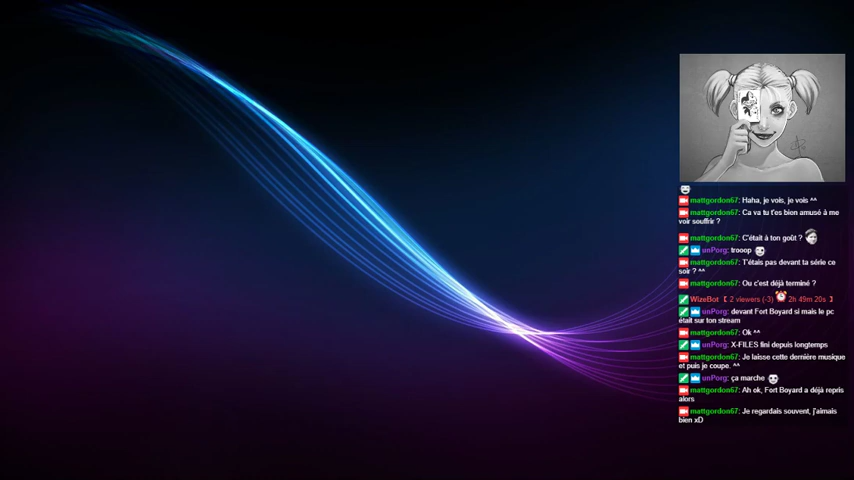 mattgordon67: Haha, je vois, je vois ^^
mattgordon67: Ca va tu t'es bien amusé à me
voir souffrir ?
mattgordon67: C'était à ton goût ?
unPorg: trooop
mattgordon67: T'étais pas devant ta série ce
soir ? ^^
mattgordon67: Ou c'est déjà terminé ?
WizeBot 【 2 viewers (-3) 2h 49m 20s 】
unPorg: devant Fort Boyard si mais le pc
était sur ton stream
mattgordon67: Ok ^^
unPorg: X-FILES fini depuis longtemps
mattgordon67: Je laisse cette dernière musique
et puis je coupe. ^^
unPorg: ça marche
mattgordon67: Ah ok, Fort Boyard a déjà repris
alors
mattgordon67: Je regardais souvent, j'aimais
bien xD